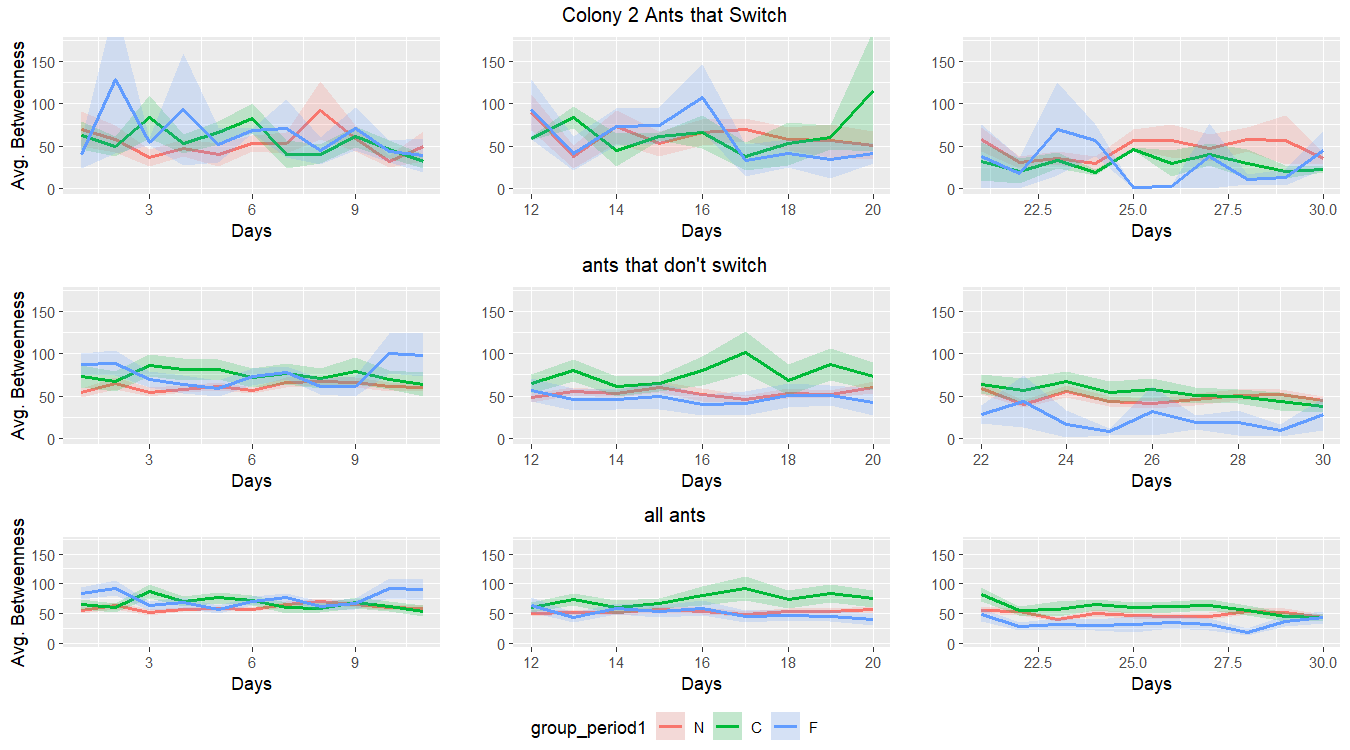 Colony 2 Ants that Switch
Avg. Betweenness
150
100
50
0
3 6 9
Days
150
100
50
0
12 14 16 18 20
Days
150
100
50
0
22.5 25.0 27.5 30.0
Days
ants that don't switch
Avg. Betweenness
150
100
50
0
3 6 9
Days
150
100
50
0
12 14 16 18 20
Days
150
100
50
0
22 24 26 28 30
Days
all ants
Avg. Betweenness
150
100
50
0
3 6 9
Days
150
100
50
0
12 14 16 18 20
Days
150
100
50
0
22.5 25.0 27.5 30.0
Days
group_period1 N C F